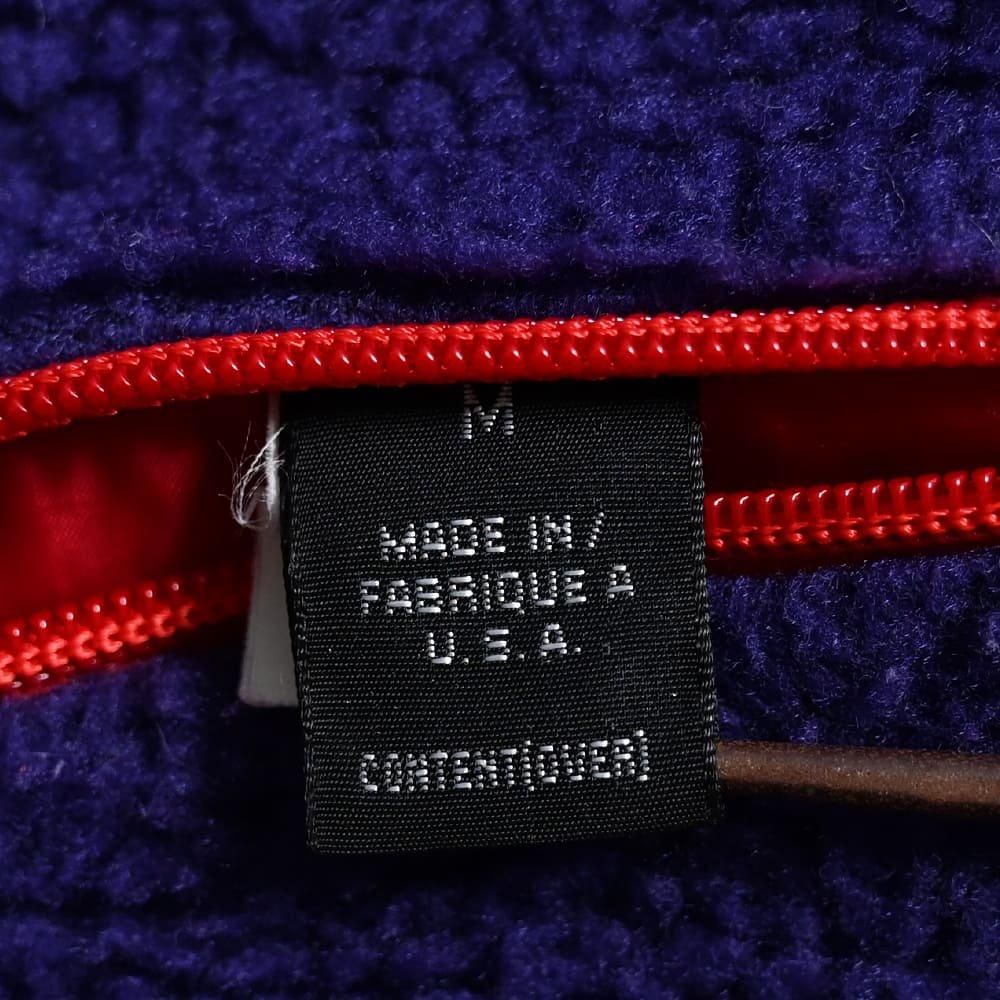 M
MADE IN /
FABRIQUE A
U.S.A.
CONTENT[OVER]